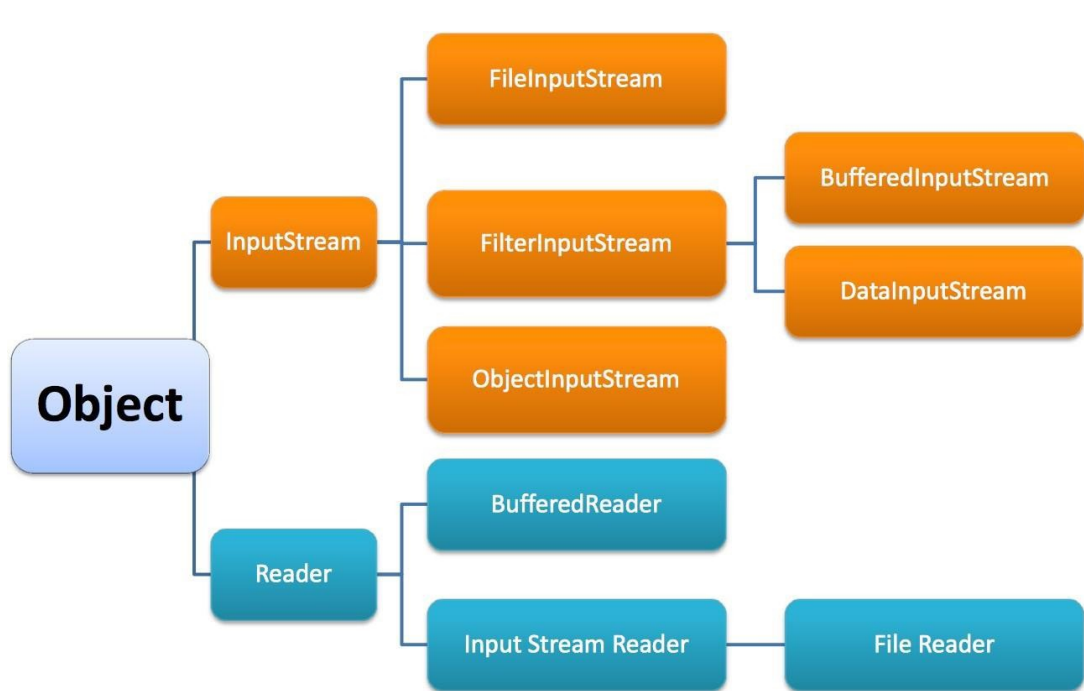 FileInputStream
BufferedInputStream
InputStream
FilterInputStream
DataInputStream
ObjectInputStream
Object
BufferedReader
Reader
Input Stream Reader
File Reader